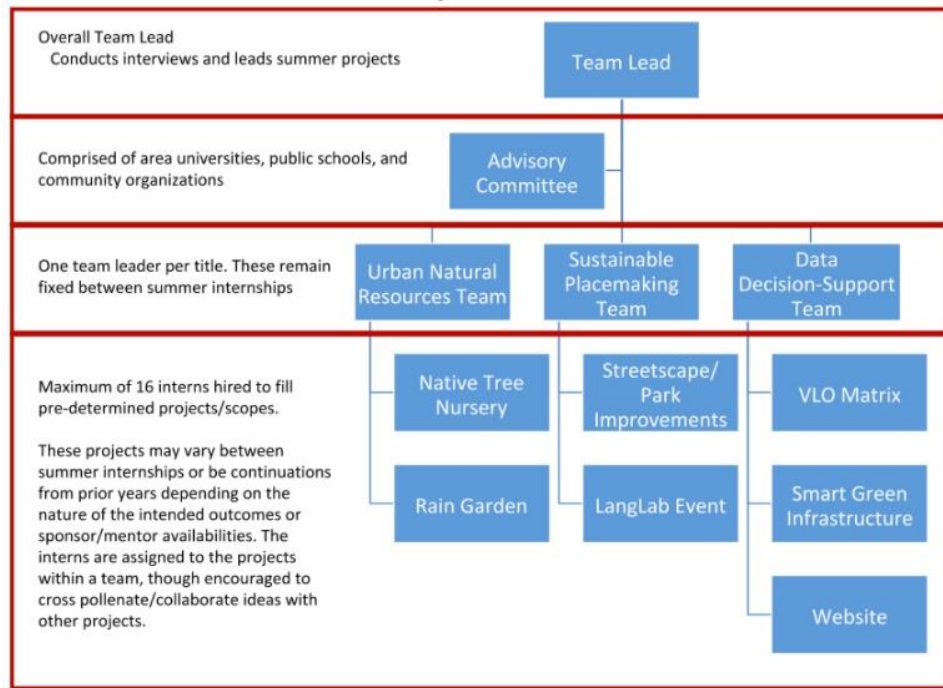 Overall Team Lead
Conducts interviews and leads summer projects
Team Lead
Comprised of area universities, public schools, and
community organizations
Advisory
Committee
One team leader per title. These remain
fixed between summer internships
Urban Natural
Resources Team
Sustainable
Placemaking
Team
Data
Decision-Support
Team
Maximum of 16 interns hired to fill
pre-determined projects/scopes.
These projects may vary between
summer internships or be continuations
from prior years depending on the
nature of the intended outcomes or
sponsor/mentor availabilities. The
interns are assigned to the projects
within a team, though encouraged to
cross pollenate/collaborate ideas with
other projects.
Native Tree
Nursery
Streetscape/
Park
Improvements
VLO Matrix
Rain Garden
LangLab Event
Smart Green
Infrastructure
Website